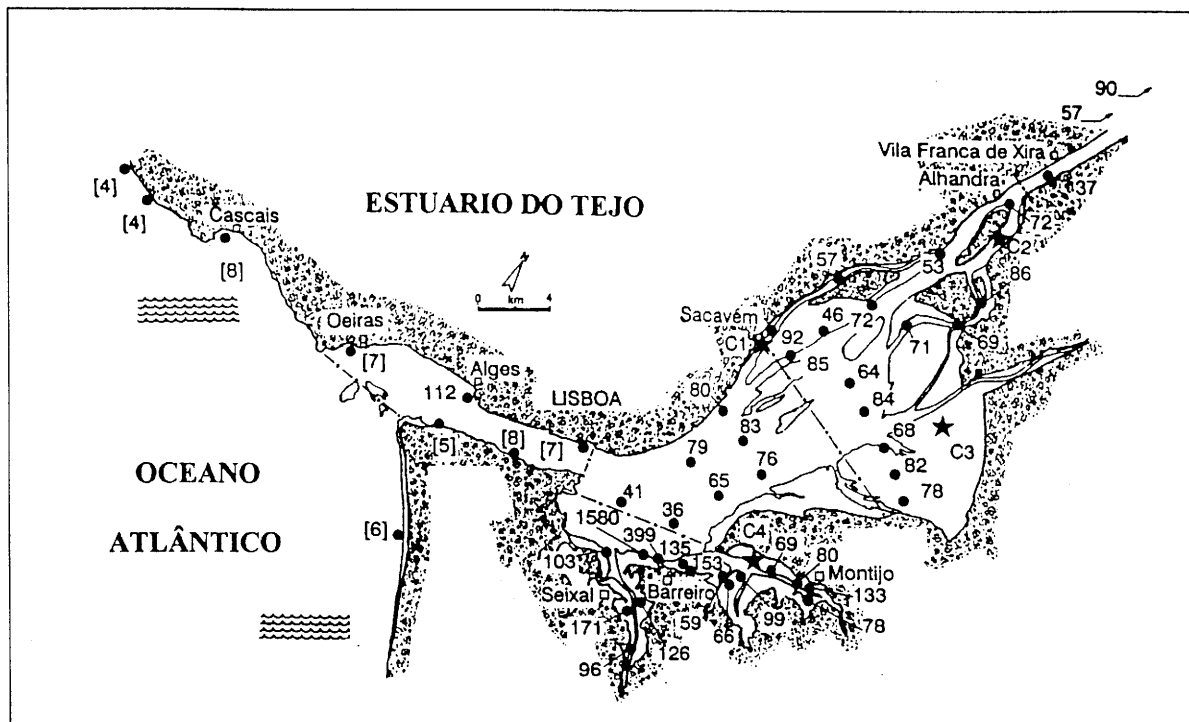 90
57
Vila Franca de Xira
Alhandra
137
[4]
ESTUARIO DO TEJO
[4]
Cascais
72
C2
[8]
57
53
86
0 km 4
Sacavém
46
72
Oeiras
C1
92
71
69
[7]
85
Alges
64
112
LISBOA
80
84
[5]
[8]
[7]
83
68
C3
79
OCEANO
76
82
41
65
78
36
1580
ATLÂNTICO
[6]
399
C4
135
69
103
153
80
Montijo
Seixal
Barreiro
133
59
99
171
66
78
126
96